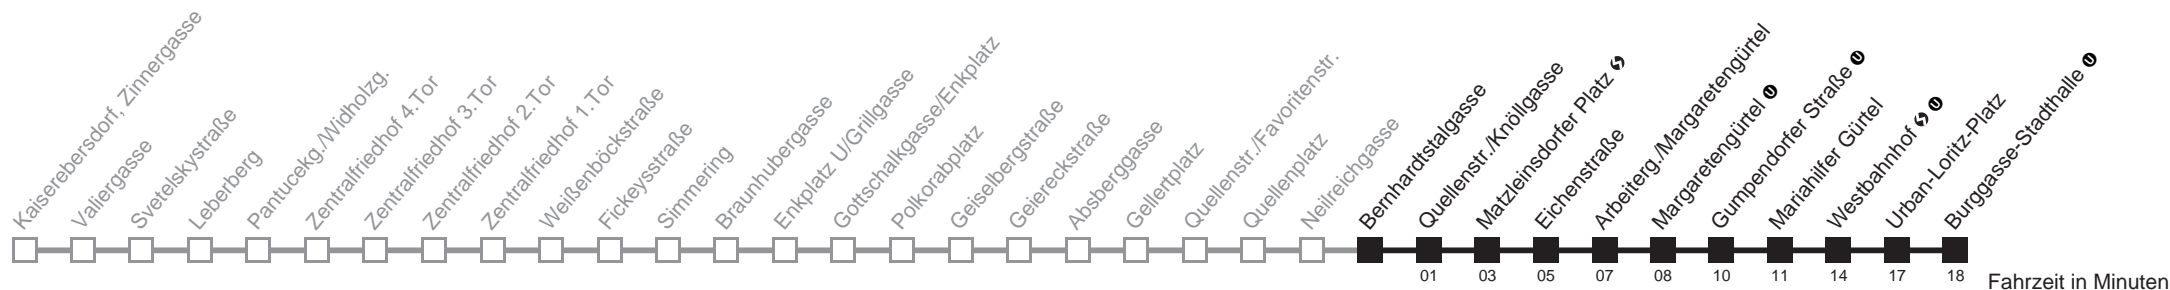 Kaiserebersdorf, Zinnergasse
Valiergasse
Svetelskystraße
Leberberg
Pantuceckg./Widholzg.
Zentralfriedhof 4.Tor
Zentralfriedhof 3.Tor
Zentralfriedhof 2.Tor
Zentralfriedhof 1.Tor
Weißenböckstraße
Fickeysstraße
Simmering
Braunhubergasse
Enkplatz U/Grillgasse
Gottschalkgasse/Enkplatz
Polkorabplatz
Geiselbergstraße
Geiereckstraße
Absberggasse
Gellertplatz
Quellenstr./Favoritenstr.
Quellenplatz
Neilreichgasse
Bernhardtstalgasse
Quellenstr./Knöllgasse
Matzleinsdorfer Platz S
Eichenstraße
Arbeiterg./Margaretengürtel
Margaretengürtel U
Gumpendorfer Straße U
Mariahilfer Gürtel
Westbahnhof S U
Urban-Loritz-Platz
Burggasse-Stadthalle U
01 03 05 07 08 10 11 14 17 18 Fahrzeit in Minuten